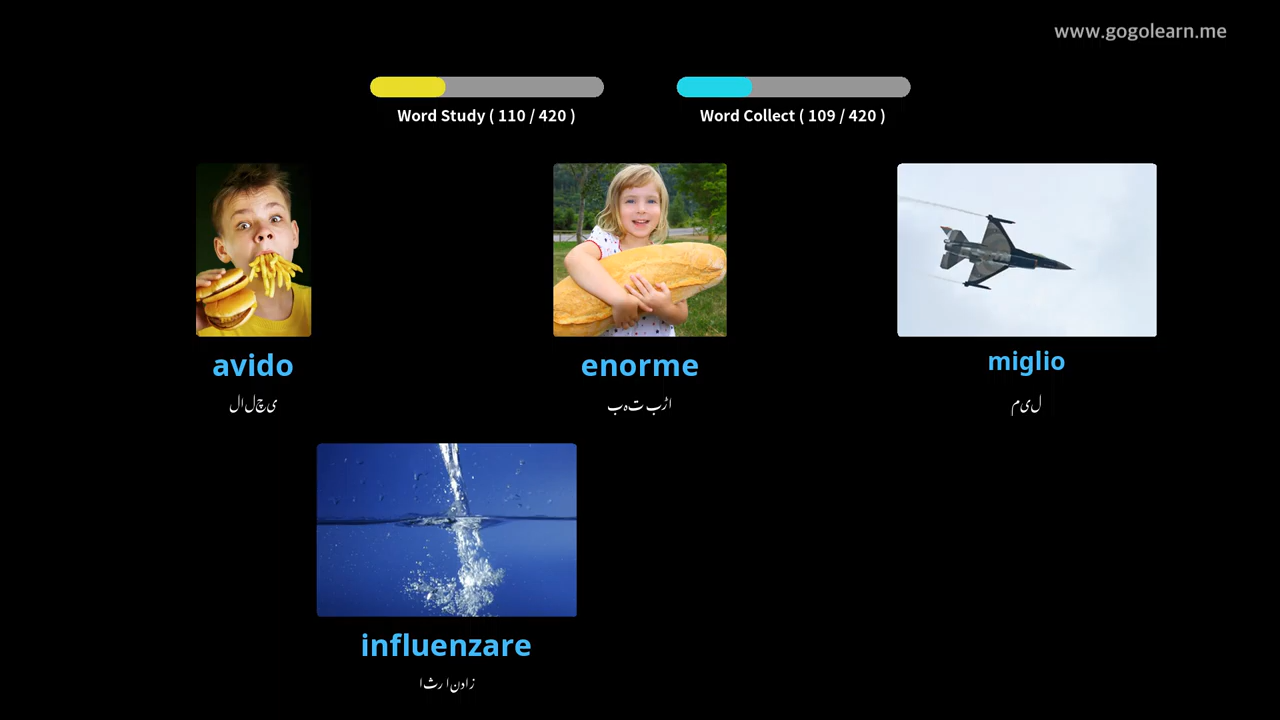 www.gogolearn.me
Word Study ( 110 / 420 )
Word Collect ( 109 / 420 )
avido
لالچی
enorme
بہت بڑا
miglio
میل
influenzare
اثر انداز